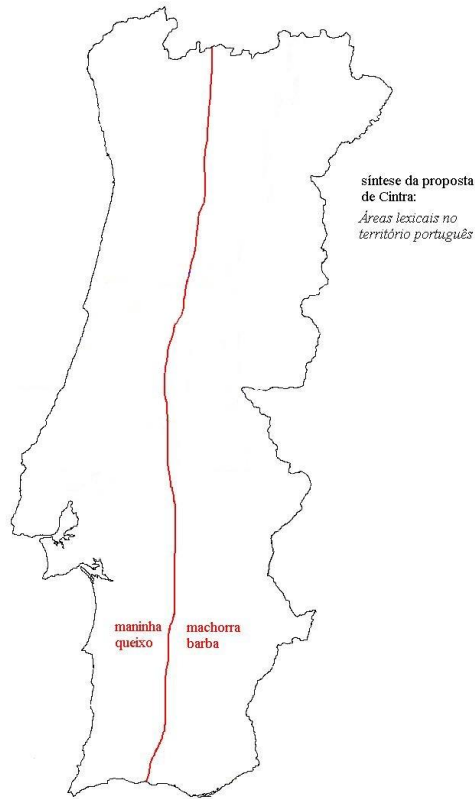 síntese da proposta
de Cintra:
Áreas lexicais no
território português
maninha machorra
queixo barba